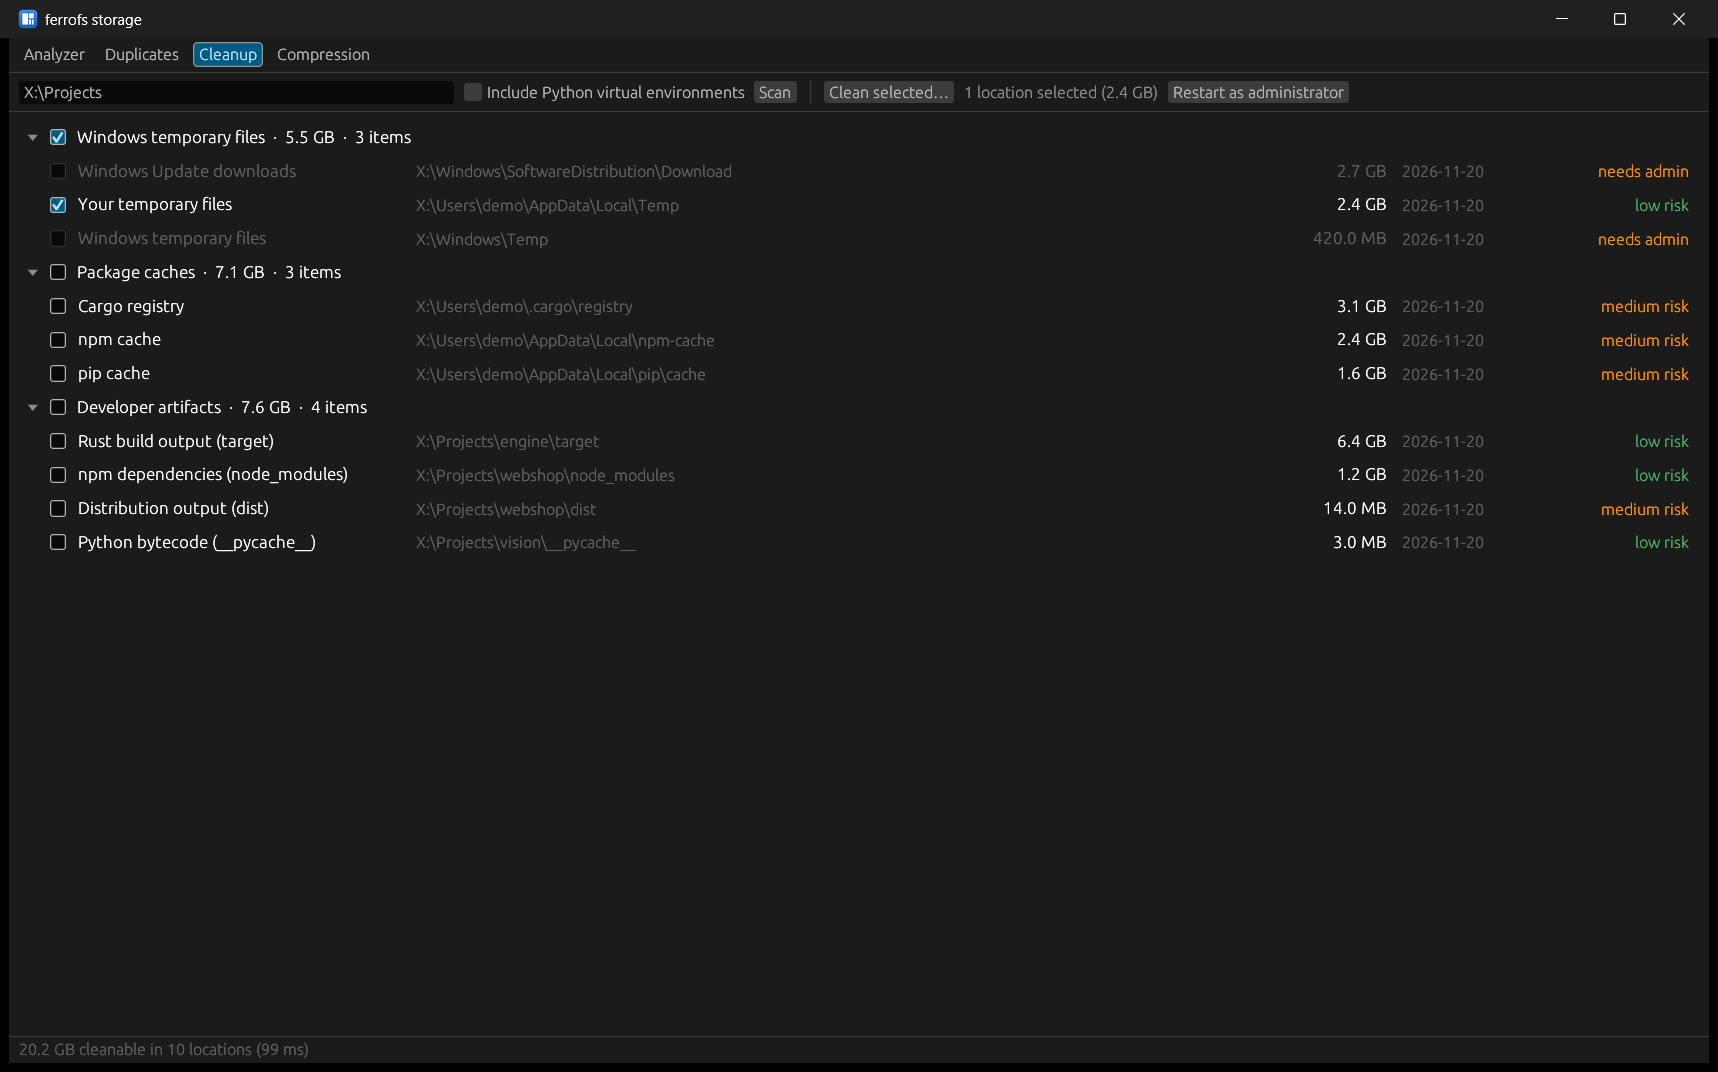 ferrofs storage
Analyzer Duplicates Cleanup Compression
X:\Projects Include Python virtual environments Scan Clean selected... 1 location selected (2.4 GB) Restart as administrator
Windows temporary files · 5.5 GB · 3 items
Windows Update downloads X:\Windows\SoftwareDistribution\Download 2.7 GB 2026-11-20 needs admin
Your temporary files X:\Users\demo\AppData\Local\Temp 2.4 GB 2026-11-20 low risk
Windows temporary files X:\Windows\Temp 420.0 MB 2026-11-20 needs admin
Package caches · 7.1 GB · 3 items
Cargo registry X:\Users\demo\.cargo\registry 3.1 GB 2026-11-20 medium risk
npm cache X:\Users\demo\AppData\Local\npm-cache 2.4 GB 2026-11-20 medium risk
pip cache X:\Users\demo\AppData\Local\pip\cache 1.6 GB 2026-11-20 medium risk
Developer artifacts · 7.6 GB · 4 items
Rust build output (target) X:\Projects\engine\target 6.4 GB 2026-11-20 low risk
npm dependencies (node_modules) X:\Projects\webshop\node_modules 1.2 GB 2026-11-20 low risk
Distribution output (dist) X:\Projects\webshop\dist 14.0 MB 2026-11-20 medium risk
Python bytecode (__pycache__) X:\Projects\vision\__pycache__ 3.0 MB 2026-11-20 low risk
20.2 GB cleanable in 10 locations (99 ms)